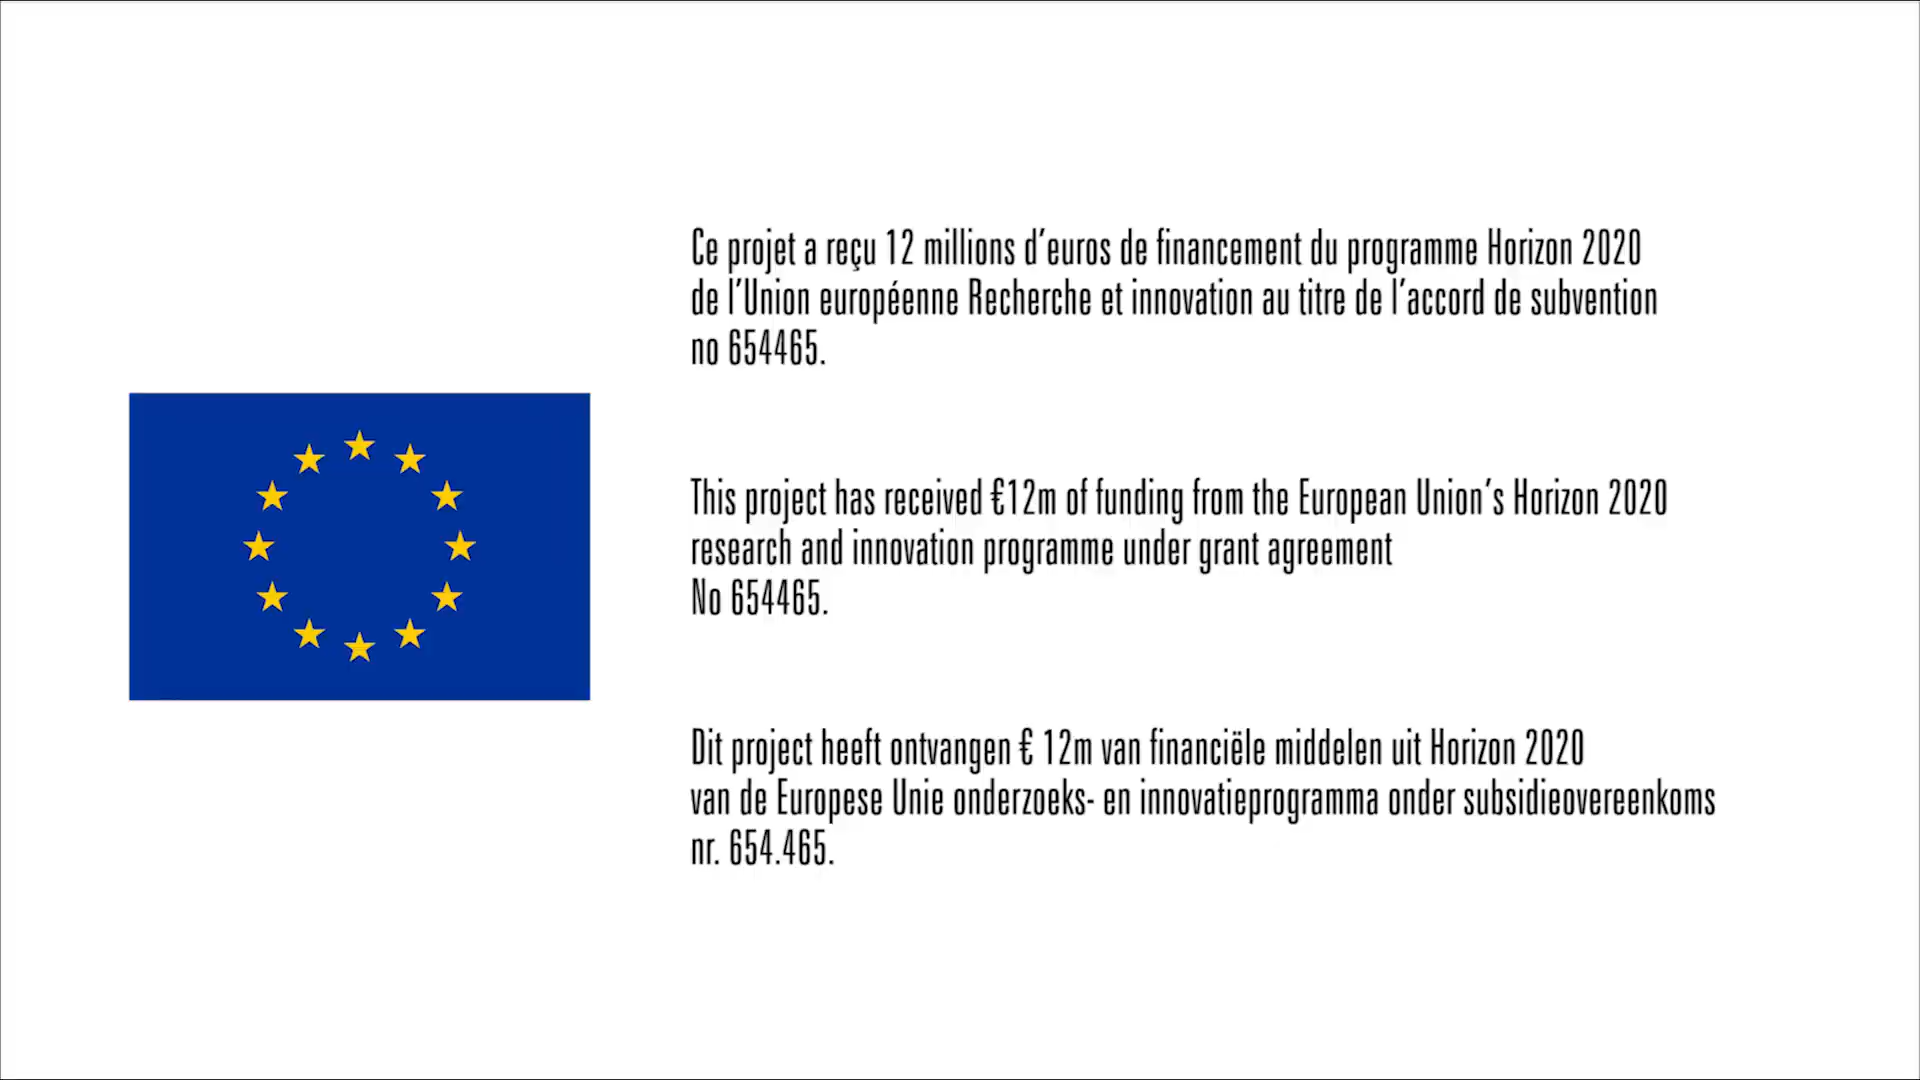 Ce projet a reçu 12 millions d’euros de financement du programme Horizon 2020
de l’Union européenne Recherche et innovation au titre de l’accord de subvention
no 654465.
This project has received €12m of funding from the European Union’s Horizon 2020
research and innovation programme under grant agreement
No 654465.
Dit project heeft ontvangen € 12m van financiële middelen uit Horizon 2020
van de Europese Unie onderzoeks- en innovatieprogramma onder subsidieovereenkoms
nr. 654.465.